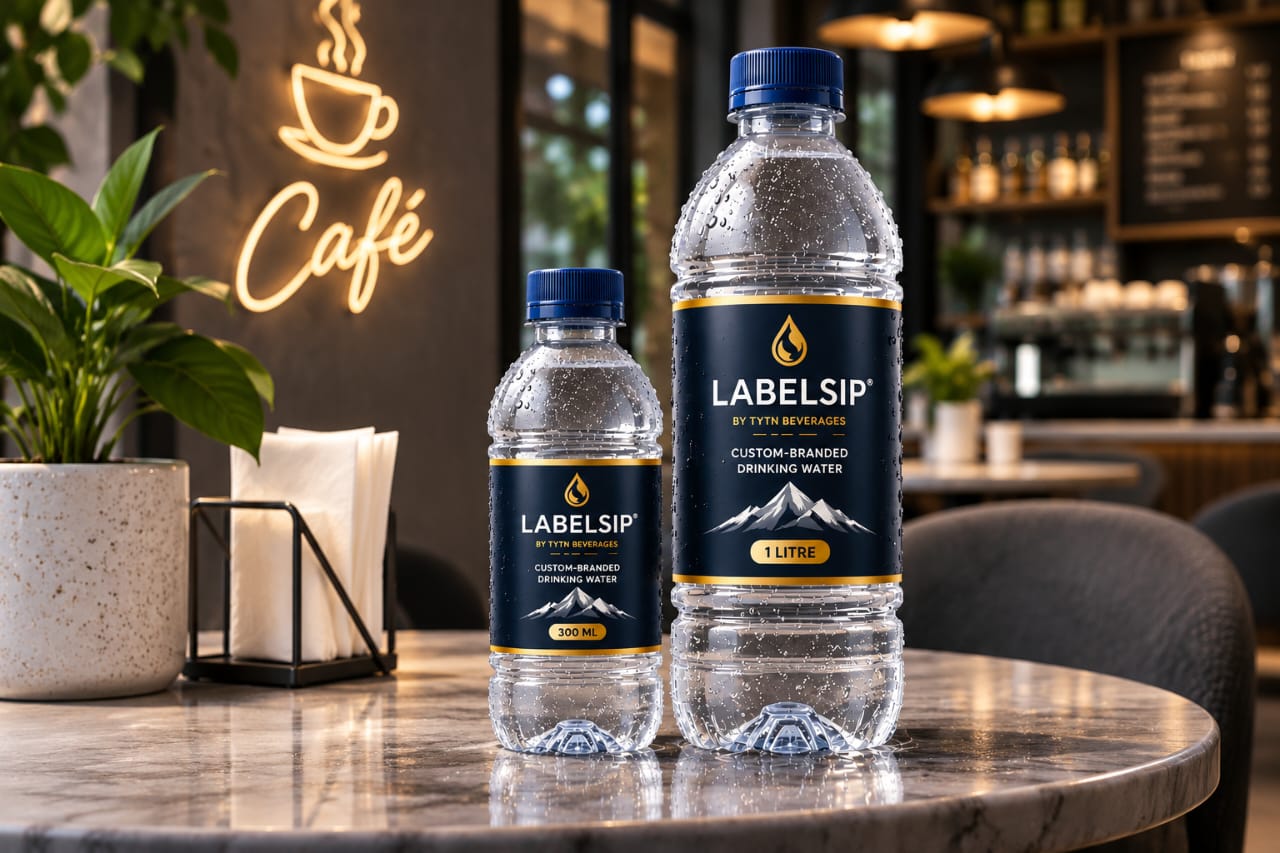 Café
LABELSIP®
BY TYTN BEVERAGES
CUSTOM-BRANDED
DRINKING WATER
300 ML
LABELSIP®
BY TYTN BEVERAGES
CUSTOM-BRANDED
DRINKING WATER
1 LITRE